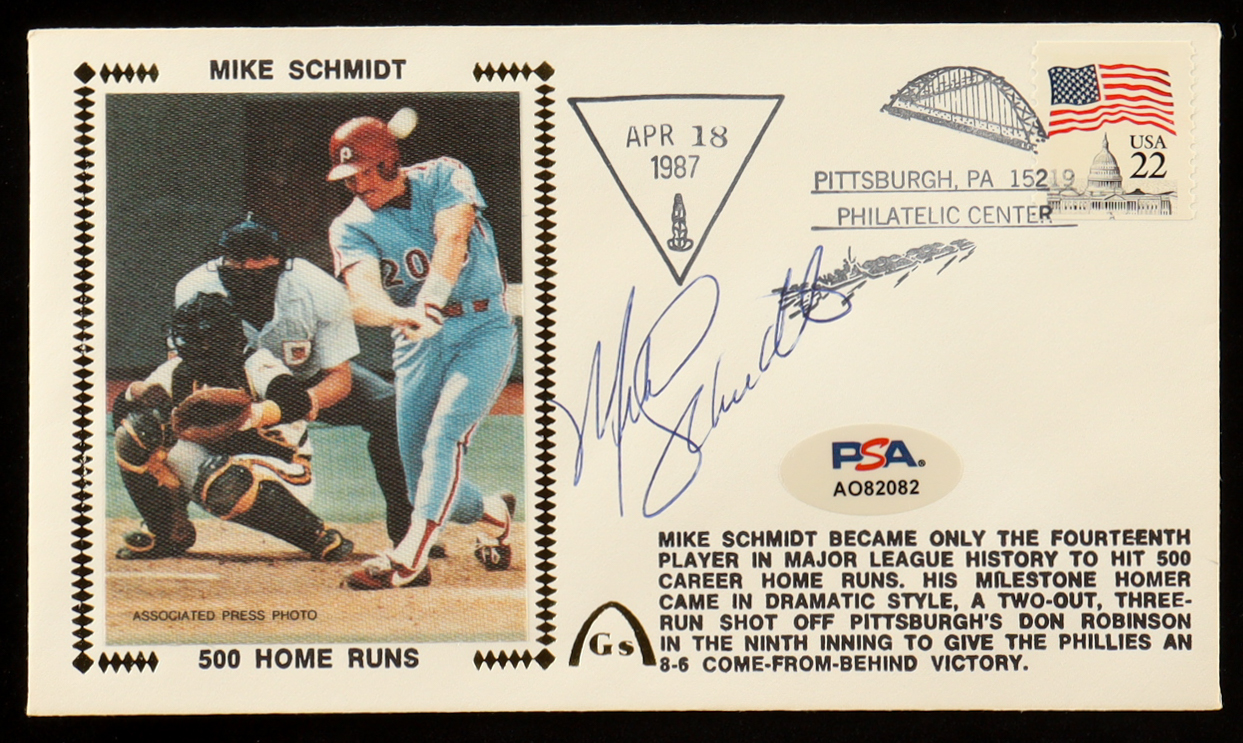 MIKE SCHMIDT
P
20
ASSOCIATED PRESS PHOTO
500 HOME RUNS
APR 18
1987
PITTSBURGH, PA 15219
PHILATELIC CENTER
USA
22
Mike Schmidt
PSA®
AO82082
MIKE SCHMIDT BECAME ONLY THE FOURTEENTH
PLAYER IN MAJOR LEAGUE HISTORY TO HIT 500
CAREER HOME RUNS. HIS MILESTONE HOMER
CAME IN DRAMATIC STYLE, A TWO-OUT, THREE-
RUN SHOT OFF PITTSBURGH'S DON ROBINSON
IN THE NINTH INNING TO GIVE THE PHILLIES AN
8-6 COME-FROM-BEHIND VICTORY.
Gs